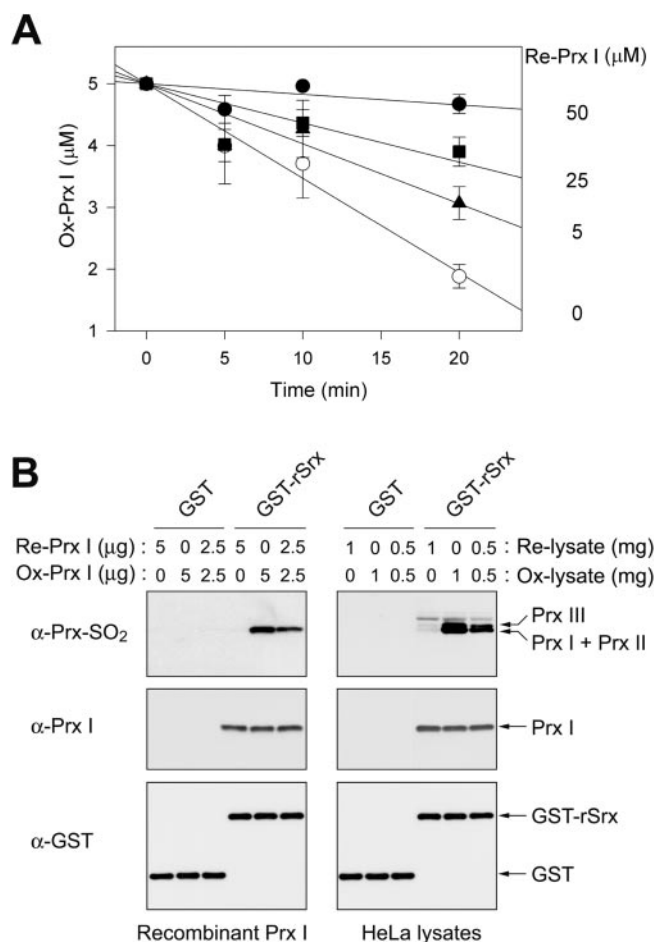 A
Re-Prx I (μM)
Ox-Prx I (μM)
5
4
3
2
1
50
25
5
0
0
5
10
15
20
Time (min)
B
GST
GST-rSrx
GST
GST-rSrx
Re-Prx I (μg) : 5 0 2.5 5 0 2.5
1 0 0.5 1 0 0.5 : Re-lysate (mg)
Ox-Prx I (μg) : 0 5 2.5 0 5 2.5
0 1 0.5 0 1 0.5 : Ox-lysate (mg)
α-Prx-SO₂
Prx III
Prx I + Prx II
α-Prx I
Prx I
α-GST
GST-rSrx
GST
Recombinant Prx I
HeLa lysates